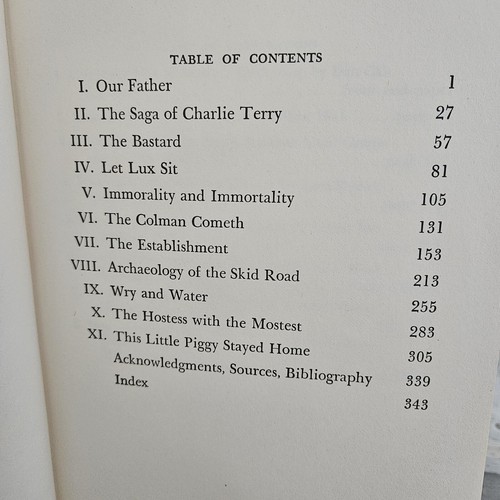 TABLE OF CONTENTS
I. Our Father 1
II. The Saga of Charlie Terry 27
III. The Bastard 57
IV. Let Lux Sit 81
V. Immorality and Immortality 105
VI. The Colman Cometh 131
VII. The Establishment 153
VIII. Archaeology of the Skid Road 213
IX. Wry and Water 255
X. The Hostess with the Mostest 283
XI. This Little Piggy Stayed Home 305
Acknowledgments, Sources, Bibliography 339
Index 343